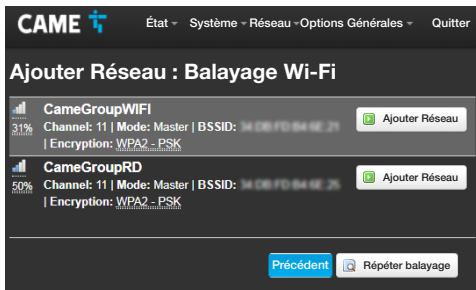 CAME État Système Réseau Options Générales Quitter
Ajouter Réseau : Balayage Wi-Fi
CameGroupWIFI
31% Channel: 11 | Mode: Master | BSSID:
| Encryption: WPA2 - PSK
Ajouter Réseau
CameGroupRD
50% Channel: 11 | Mode: Master | BSSID:
| Encryption: WPA2 - PSK
Ajouter Réseau
Précédent Répéter balayage